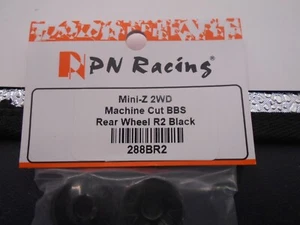 PN Racing®
Mini-Z 2WD
Machine Cut BBS
Rear Wheel R2 Black
288BR2